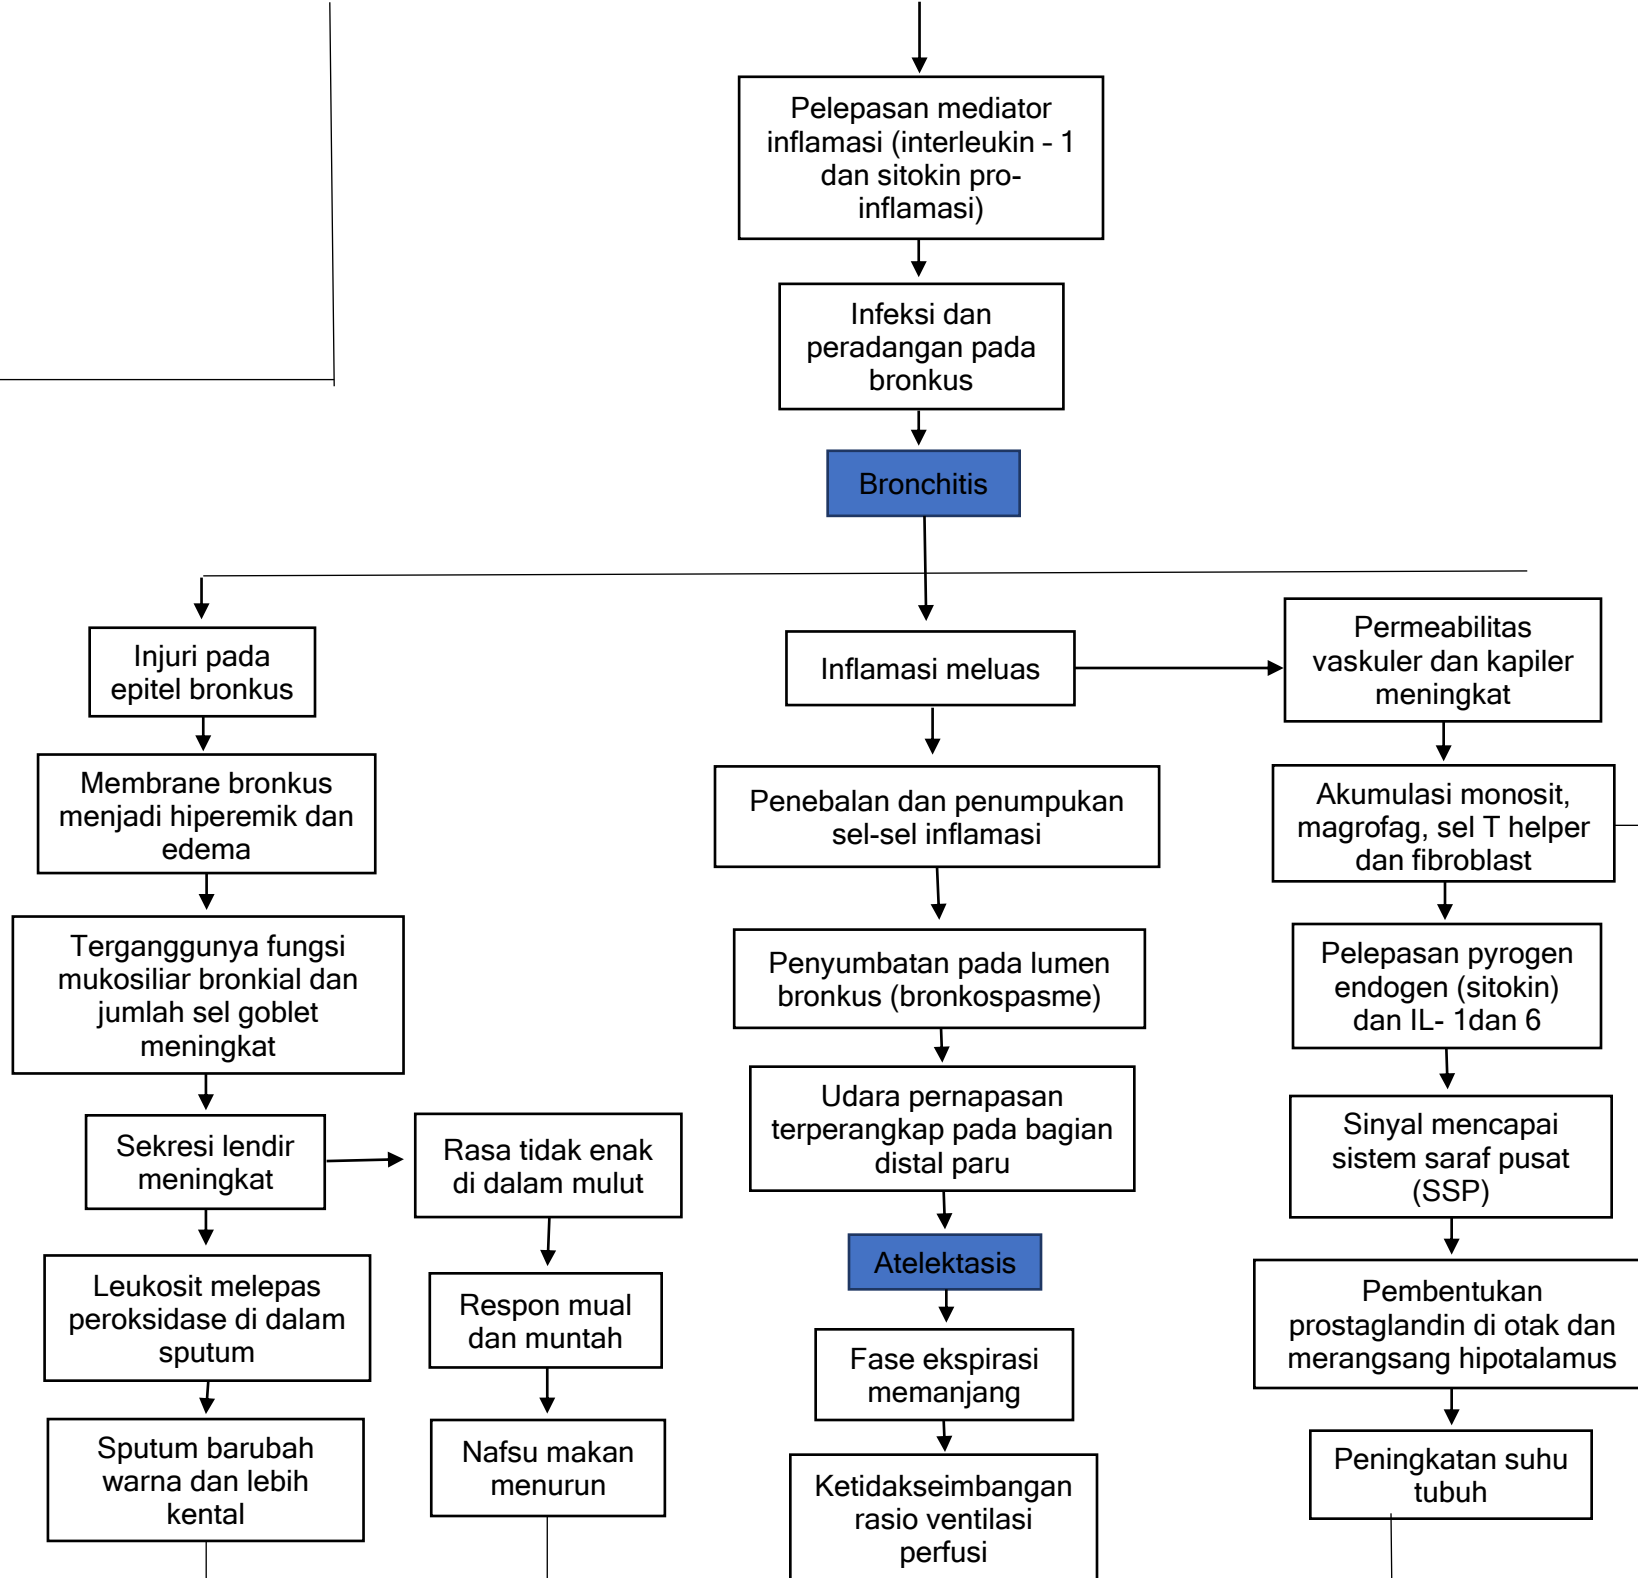 Pelepasan mediator
inflamasi (interleukin - 1
dan sitokin pro-
inflamasi)
Infeksi dan
peradangan pada
bronkus
Bronchitis
Injuri pada
epitel bronkus
Membrane bronkus
menjadi hiperemik dan
edema
Terganggunya fungsi
mukosiliar bronkial dan
jumlah sel goblet
meningkat
Sekresi lendir
meningkat
Leukosit melepas
peroksidase di dalam
sputum
Sputum barubah
warna dan lebih
kental
Rasa tidak enak
di dalam mulut
Respon mual
dan muntah
Nafsu makan
menurun
Inflamasi meluas
Penebalan dan penumpukan
sel-sel inflamasi
Penyumbatan pada lumen
bronkus (bronkospasme)
Udara pernapasan
terperangkap pada bagian
distal paru
Atelektasis
Fase ekspirasi
memanjang
Ketidakseimbangan
rasio ventilasi
perfusi
Permeabilitas
vaskuler dan kapiler
meningkat
Akumulasi monosit,
magrofag, sel T helper
dan fibroblast
Pelepasan pyrogen
endogen (sitokin)
dan IL- 1dan 6
Sinyal mencapai
sistem saraf pusat
(SSP)
Pembentukan
prostaglandin di otak dan
merangsang hipotalamus
Peningkatan suhu
tubuh